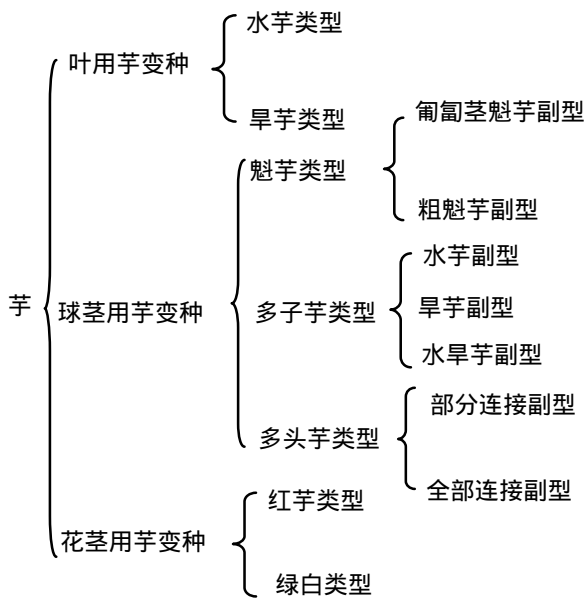 芋
叶用芋变种
水芋类型
旱芋类型
球茎用芋变种
魁芋类型
匍匐茎魁芋副型
粗魁芋副型
多子芋类型
水芋副型
旱芋副型
水旱芋副型
多头芋类型
部分连接副型
全部连接副型
花茎用芋变种
红芋类型
绿白类型